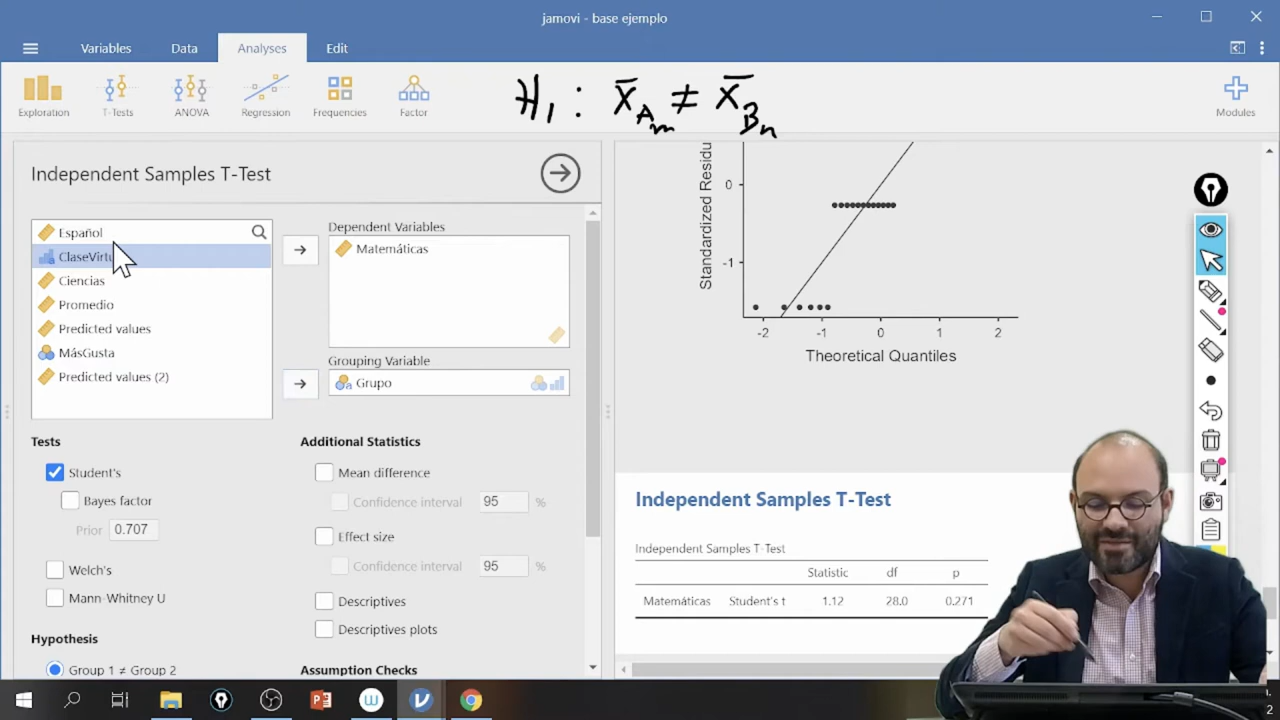 jamovi - base ejemplo
Variables Data Analyses Edit
Exploration T-Tests ANOVA Regression Frequencies Factor Modules
H₁ : X̄Aₘ ≠ X̄Bₙ
Independent Samples T-Test
Español
ClaseVirtu
Ciencias
Promedio
Predicted values
MásGusta
Predicted values (2)
Dependent Variables
Matemáticas
Grouping Variable
Grupo
Tests
Student's
Bayes factor
Prior 0.707
Welch's
Mann-Whitney U
Hypothesis
Group 1 ≠ Group 2
Additional Statistics
Mean difference
Confidence interval 95 %
Effect size
Confidence interval 95 %
Descriptives
Descriptives plots
Assumption Checks
Standardized Residu
0
-1
-2 -1 0 1 2
Theoretical Quantiles
Independent Samples T-Test
Independent Samples T-Test
Statistic df p
Matemáticas Student's t 1.12 28.0 0.271